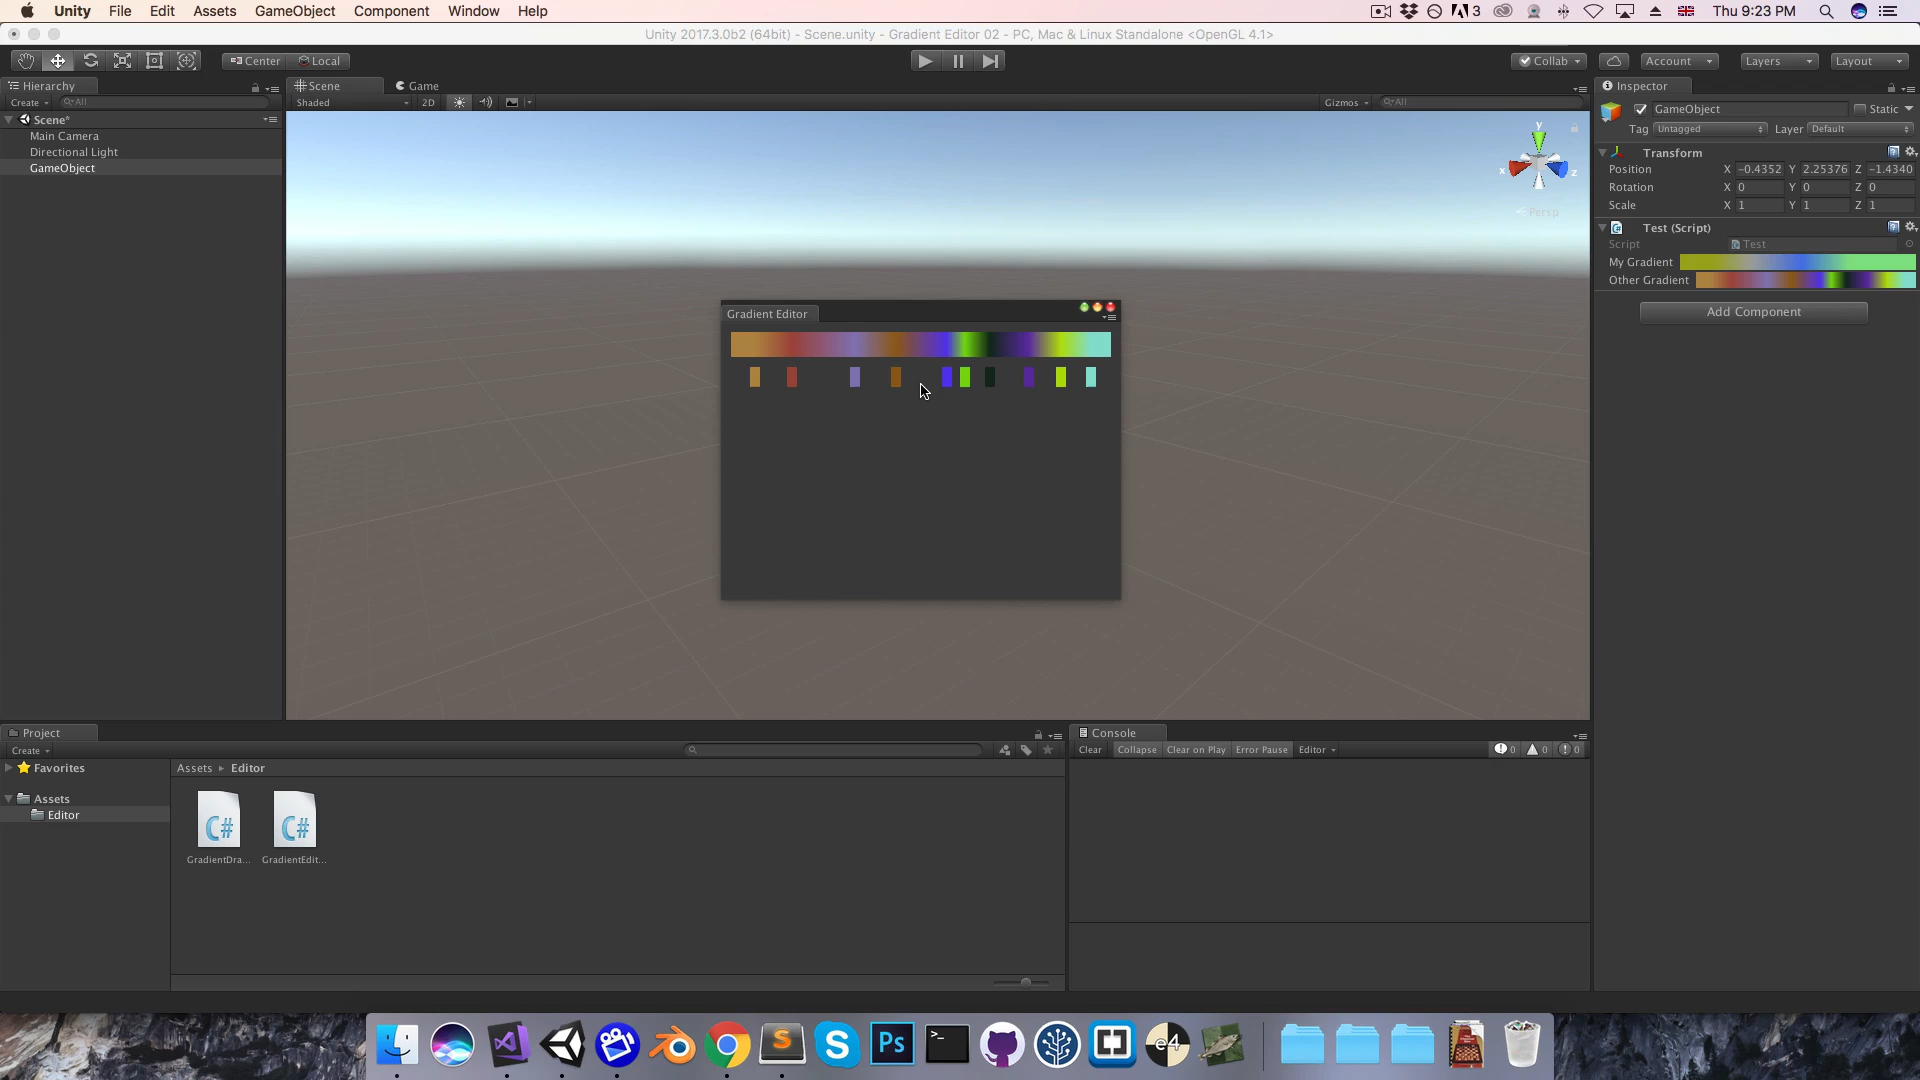 Unity File Edit Assets GameObject Component Window Help 3 Thu 9:23 PM
Unity 2017.3.0b2 (64bit) - Scene.unity - Gradient Editor 02 - PC, Mac & Linux Standalone <OpenGL 4.1>
Center Local Collab Account Layers Layout
Hierarchy
Create All
Scene*
Main Camera
Directional Light
GameObject
Scene Game
Shaded 2D Gizmos All
y
x z
Persp
Gradient Editor
Inspector
GameObject Static
Tag Untagged Layer Default
Transform
Position X -0.4352 Y 2.25376 Z -1.4340
Rotation X 0 Y 0 Z 0
Scale X 1 Y 1 Z 1
Test (Script)
Script Test
My Gradient
Other Gradient
Add Component
Project
Create
Favorites
Assets
Editor
Assets Editor
C# C#
GradientDra... GradientEdit...
Console
Clear Collapse Clear on Play Error Pause Editor 0 0 0
S S Ps >_ e4